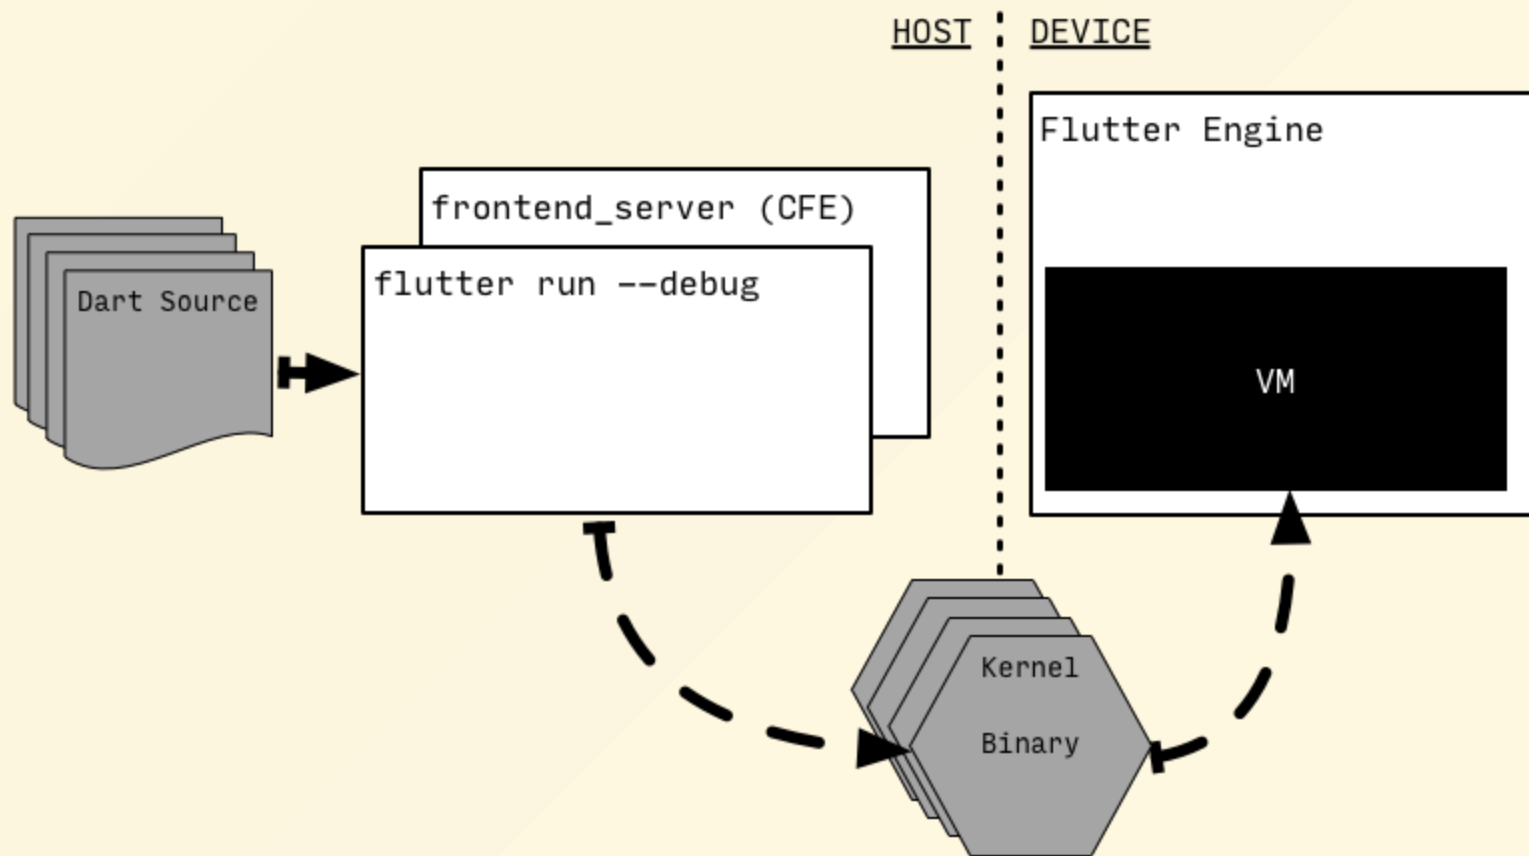 HOST
DEVICE
Flutter Engine
frontend_server (CFE)
flutter run --debug
Dart Source
VM
Kernel
Binary